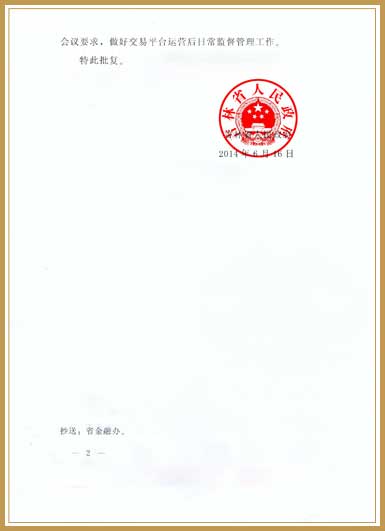 会议要求，做好交易平台运营后日常监督管理工作。
特此批复。
吉林省人民政府
2014年6月16日
抄送：省金融办。
— 2 —